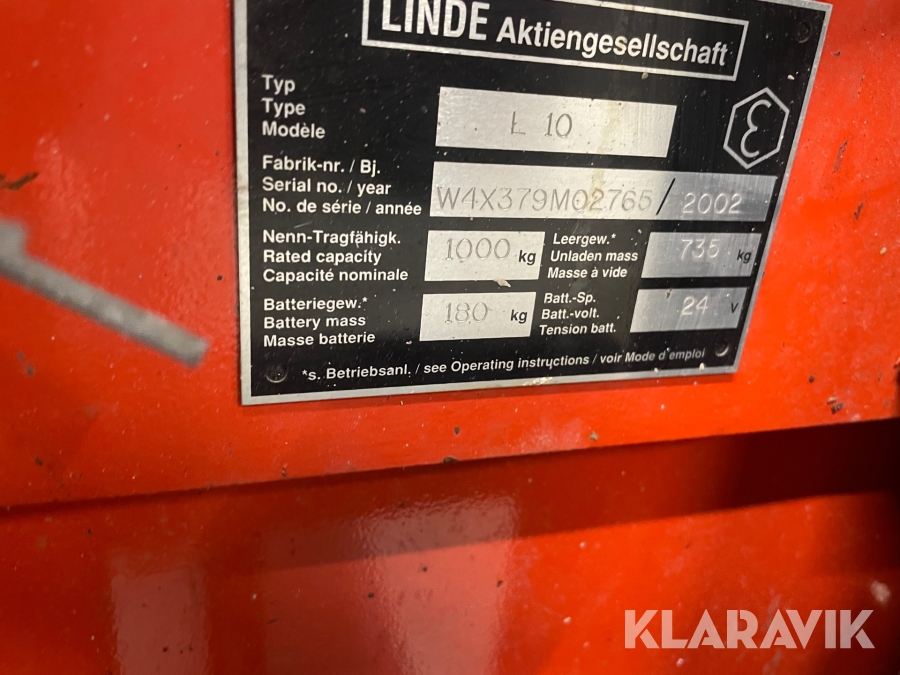 LINDE Aktiengesellschaft
Typ
Type
Modèle
L 10
Fabrik-nr. / Bj.
Serial no. / year
No. de série / année
W4X379M02765 / 2002
Nenn-Tragfähigk.
Rated capacity
Capacité nominale
1000 kg
Leergew.*
Unladen mass
Masse à vide
735 kg
Batteriegew.*
Battery mass
Masse batterie
180 kg
Batt.-Sp.
Batt.-volt.
Tension batt.
24 V
*s. Betriebsanl. / see Operating instructions / voir Mode d'emploi
KLARAVIK